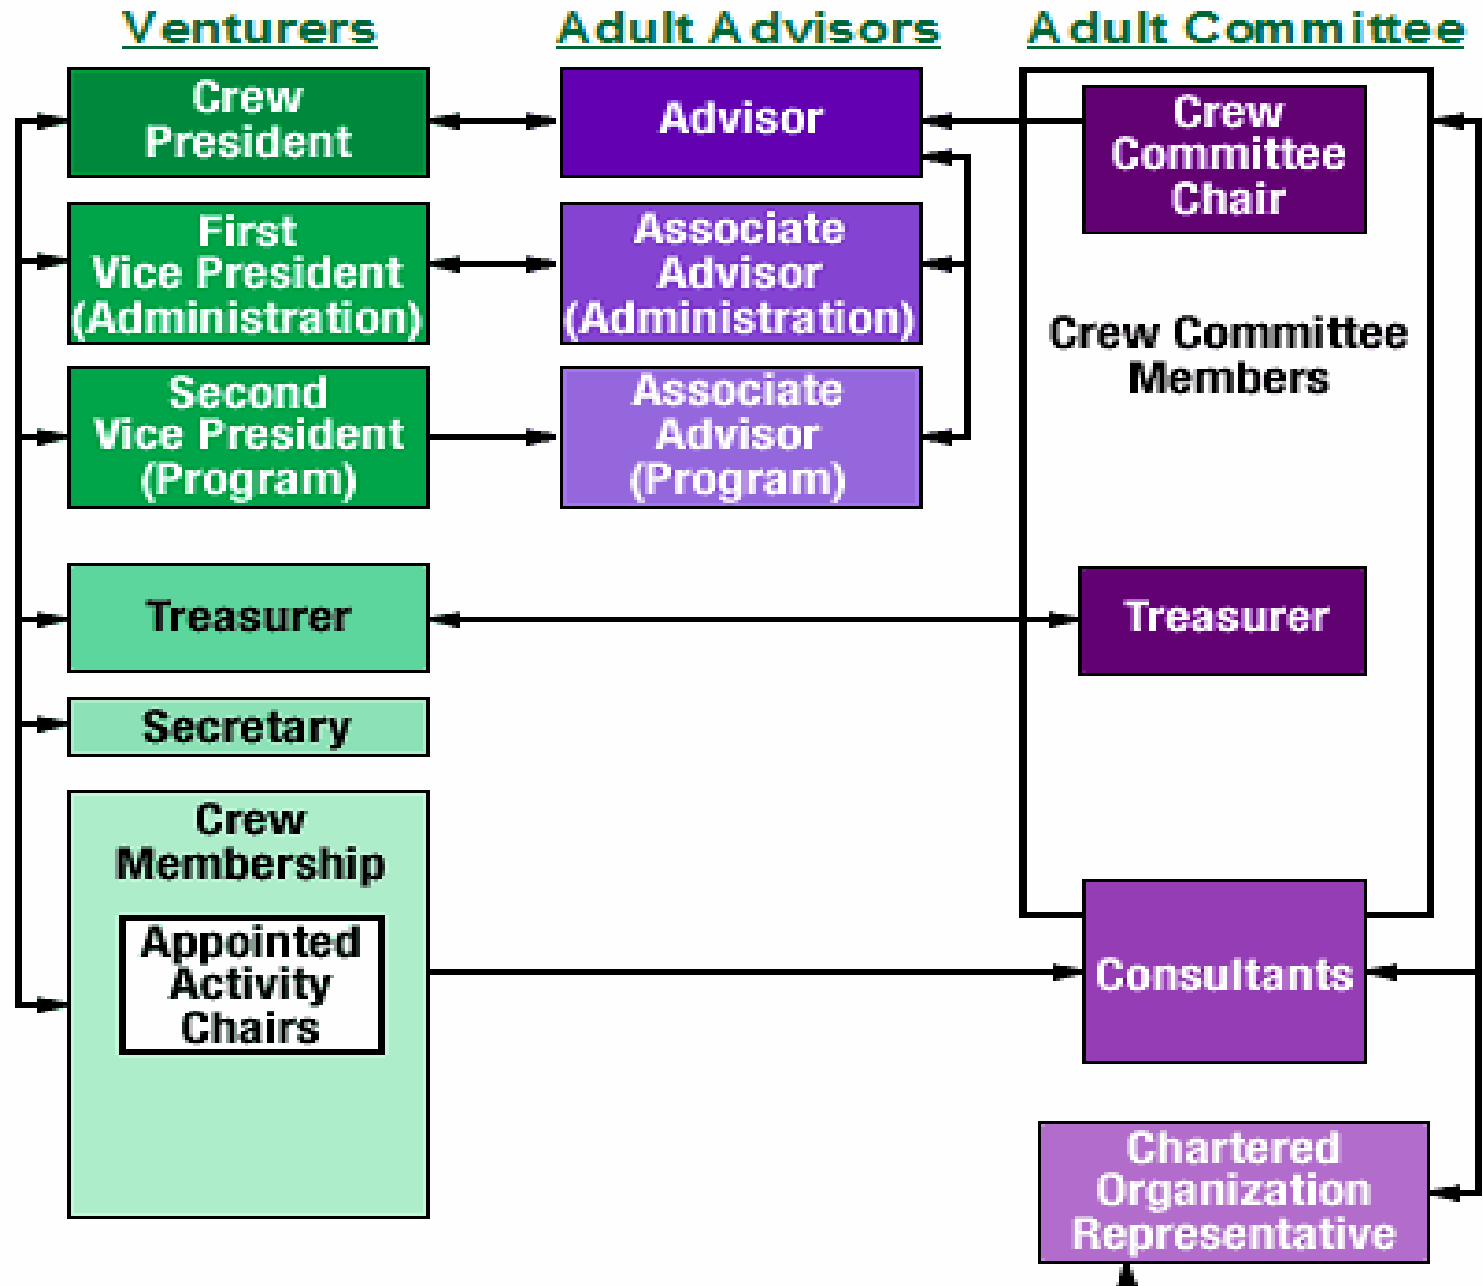 Venturers
Adult Advisors
Adult Committee
Crew
President
Advisor
Crew
Committee
Chair
First
Vice President
(Administration)
Associate
Advisor
(Administration)
Crew Committee
Members
Second
Vice President
(Program)
Associate
Advisor
(Program)
Treasurer
Treasurer
Secretary
Crew
Membership
Appointed
Activity
Chairs
Consultants
Chartered
Organization
Representative